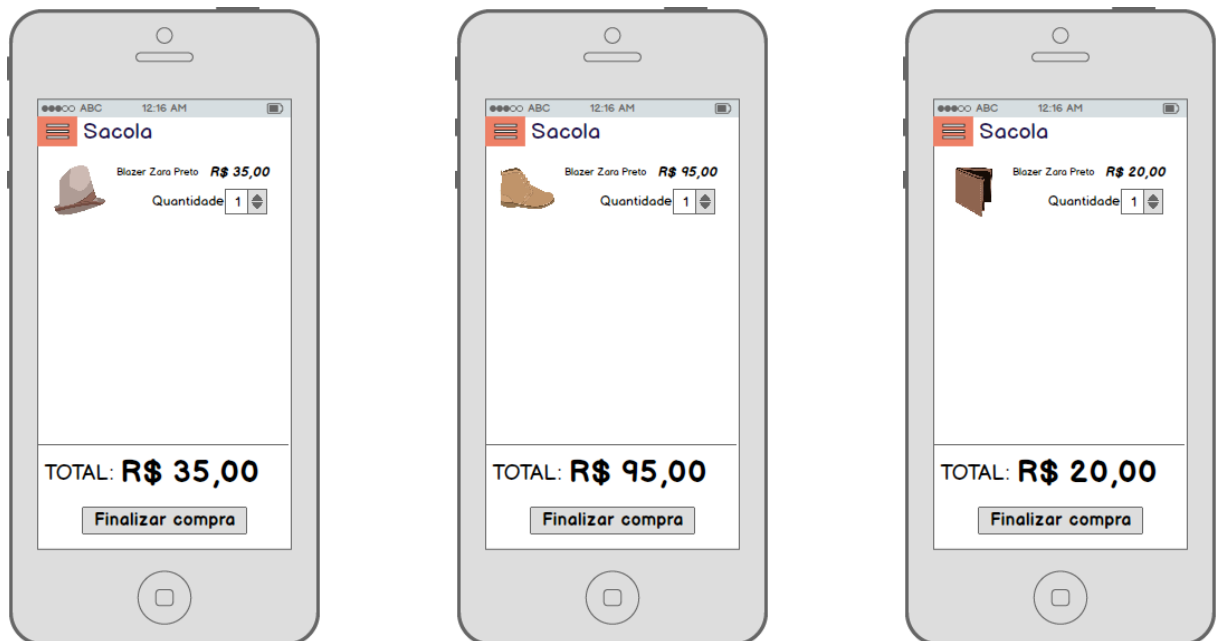 ABC 12:16 AM
Sacola
Blazer Zara Preto R$ 35,00
Quantidade 1
TOTAL: R$ 35,00
Finalizar compra
ABC 12:16 AM
Sacola
Blazer Zara Preto R$ 95,00
Quantidade 1
TOTAL: R$ 95,00
Finalizar compra
ABC 12:16 AM
Sacola
Blazer Zara Preto R$ 20,00
Quantidade 1
TOTAL: R$ 20,00
Finalizar compra